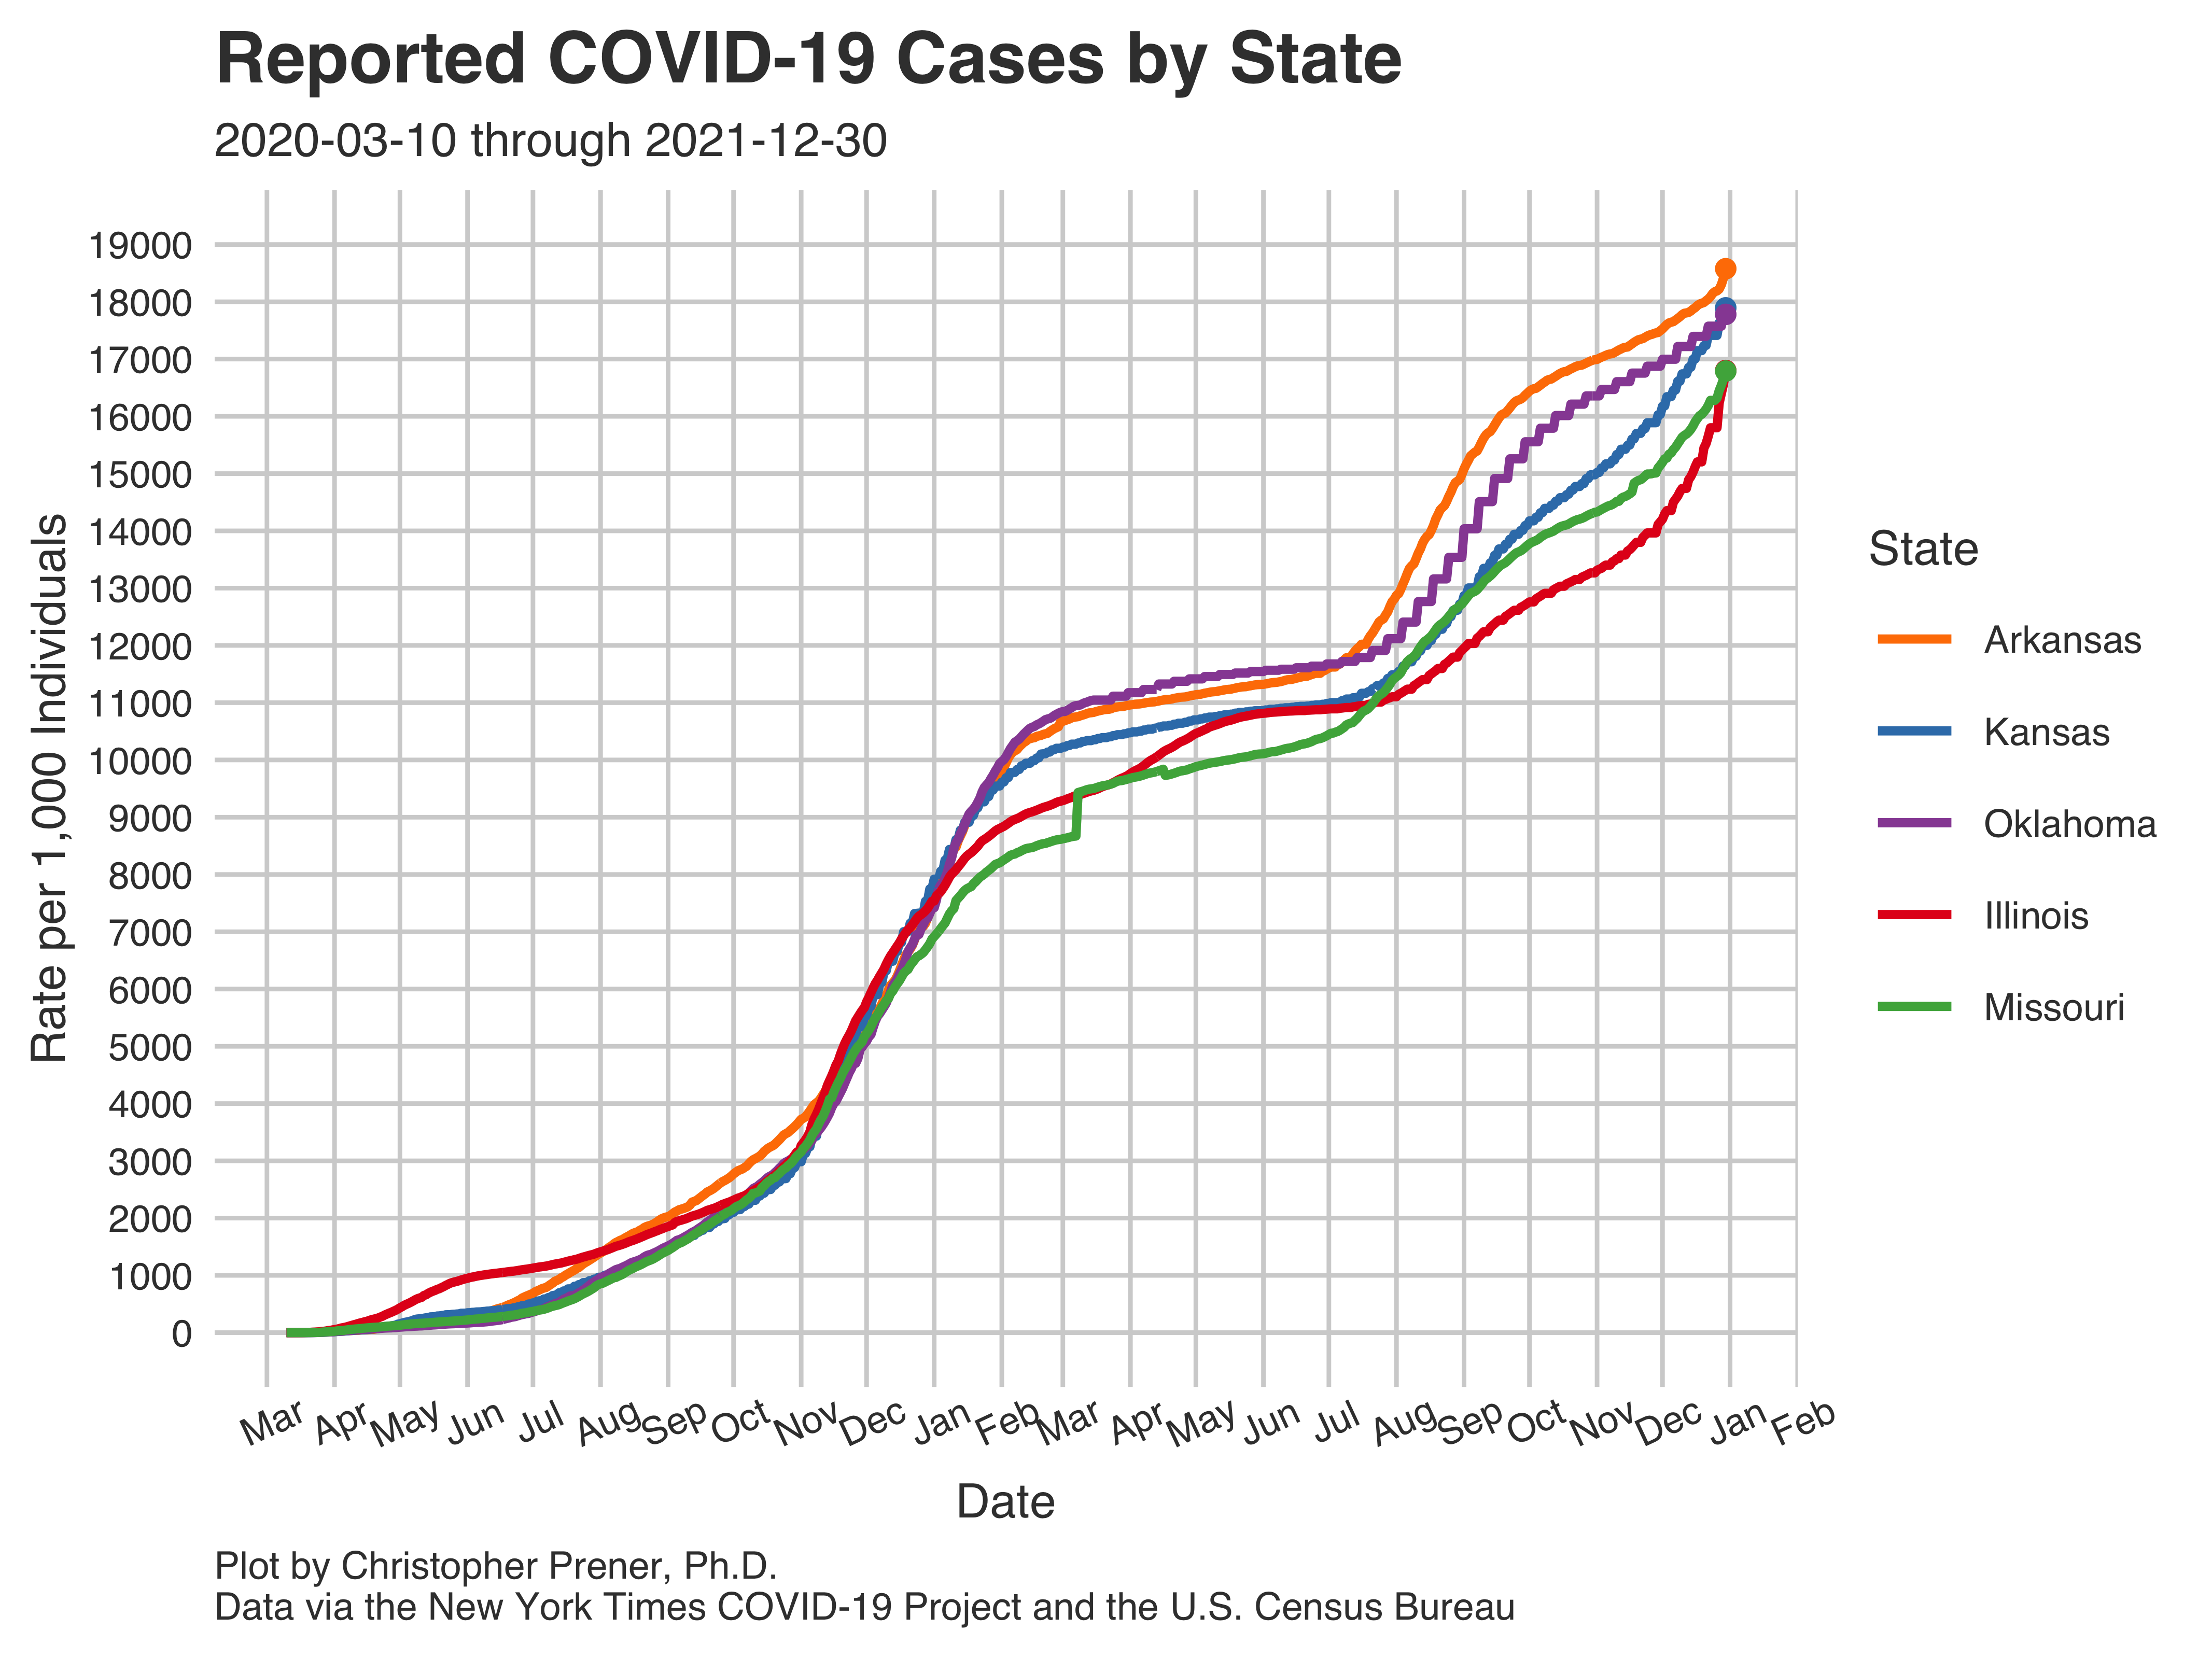 Reported COVID-19 Cases by State
2020-03-10 through 2021-12-30
Rate per 1,000 Individuals
19000
18000
17000
16000
15000
14000
13000
12000
11000
10000
9000
8000
7000
6000
5000
4000
3000
2000
1000
0
Mar Apr May Jun Jul Aug Sep Oct Nov Dec Jan Feb Mar Apr May Jun Jul Aug Sep Oct Nov Dec Jan Feb
Date
State
Arkansas
Kansas
Oklahoma
Illinois
Missouri
Plot by Christopher Prener, Ph.D.
Data via the New York Times COVID-19 Project and the U.S. Census Bureau